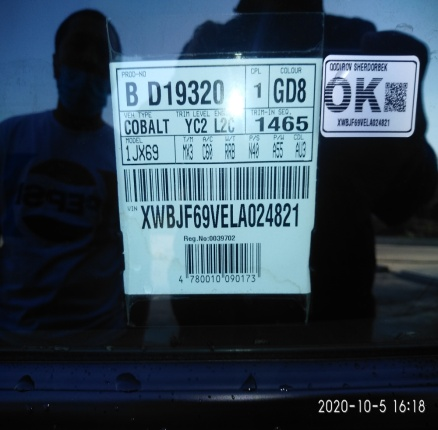 PROD-NO CPL COLOUR
B D19320 1 GD8
VEH TYPE TRIM LEVEL TRIM-IN SEQ.
COBALT YC2 L2C 1465
MODEL T/M A/C W/T P/S P/W COL
1JX69 MX3 C60 RRB N40 A55 AU3
VIN XWBJF69VELA024821
Reg.No:0039702
4 780010 090173
ODDIROV SHERDORBEK
OK
XWBJF69VELA024821
PEPSI
2020-10-5 16:18